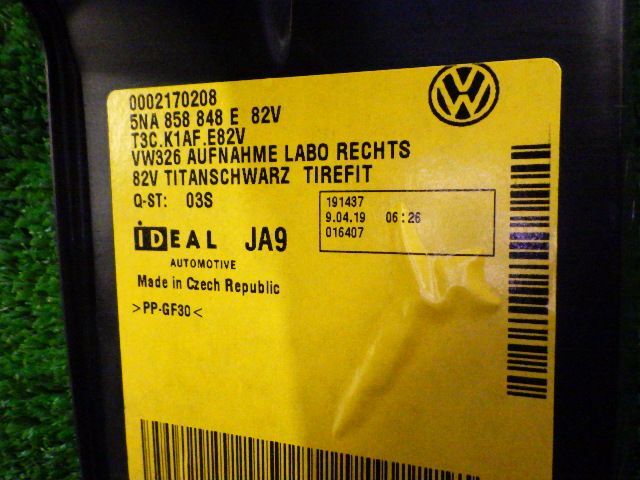 0002170208
5NA 858 848 E 82V
T3C.K1AF.E82V
VW326 AUFNAHME LABO RECHTS
82V TITANSCHWARZ TIREFIT
Q-ST: 03S
191437
9.04.19 06:26
016407
iDEAL JA9
AUTOMOTIVE
Made in Czech Republic
>PP-GF30<
VW